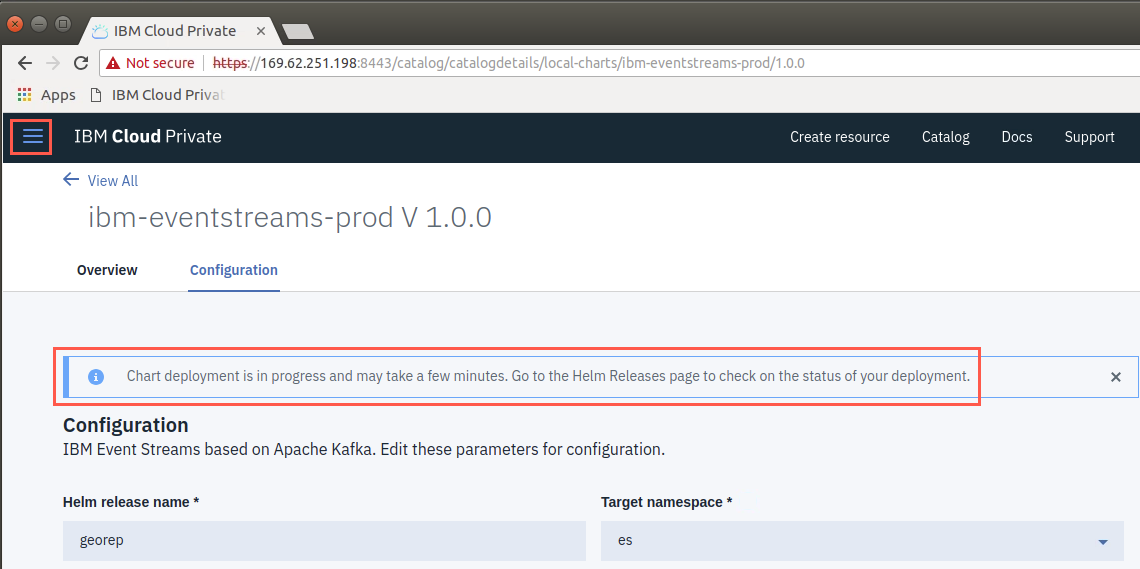 IBM Cloud Private
Not secure https://169.62.251.198:8443/catalog/catalogdetails/local-charts/ibm-eventstreams-prod/1.0.0
Apps IBM Cloud Privat
IBM Cloud Private Create resource Catalog Docs Support
View All
ibm-eventstreams-prod V 1.0.0
Overview Configuration
Chart deployment is in progress and may take a few minutes. Go to the Helm Releases page to check on the status of your deployment.
Configuration
IBM Event Streams based on Apache Kafka. Edit these parameters for configuration.
Helm release name * Target namespace *
georep es